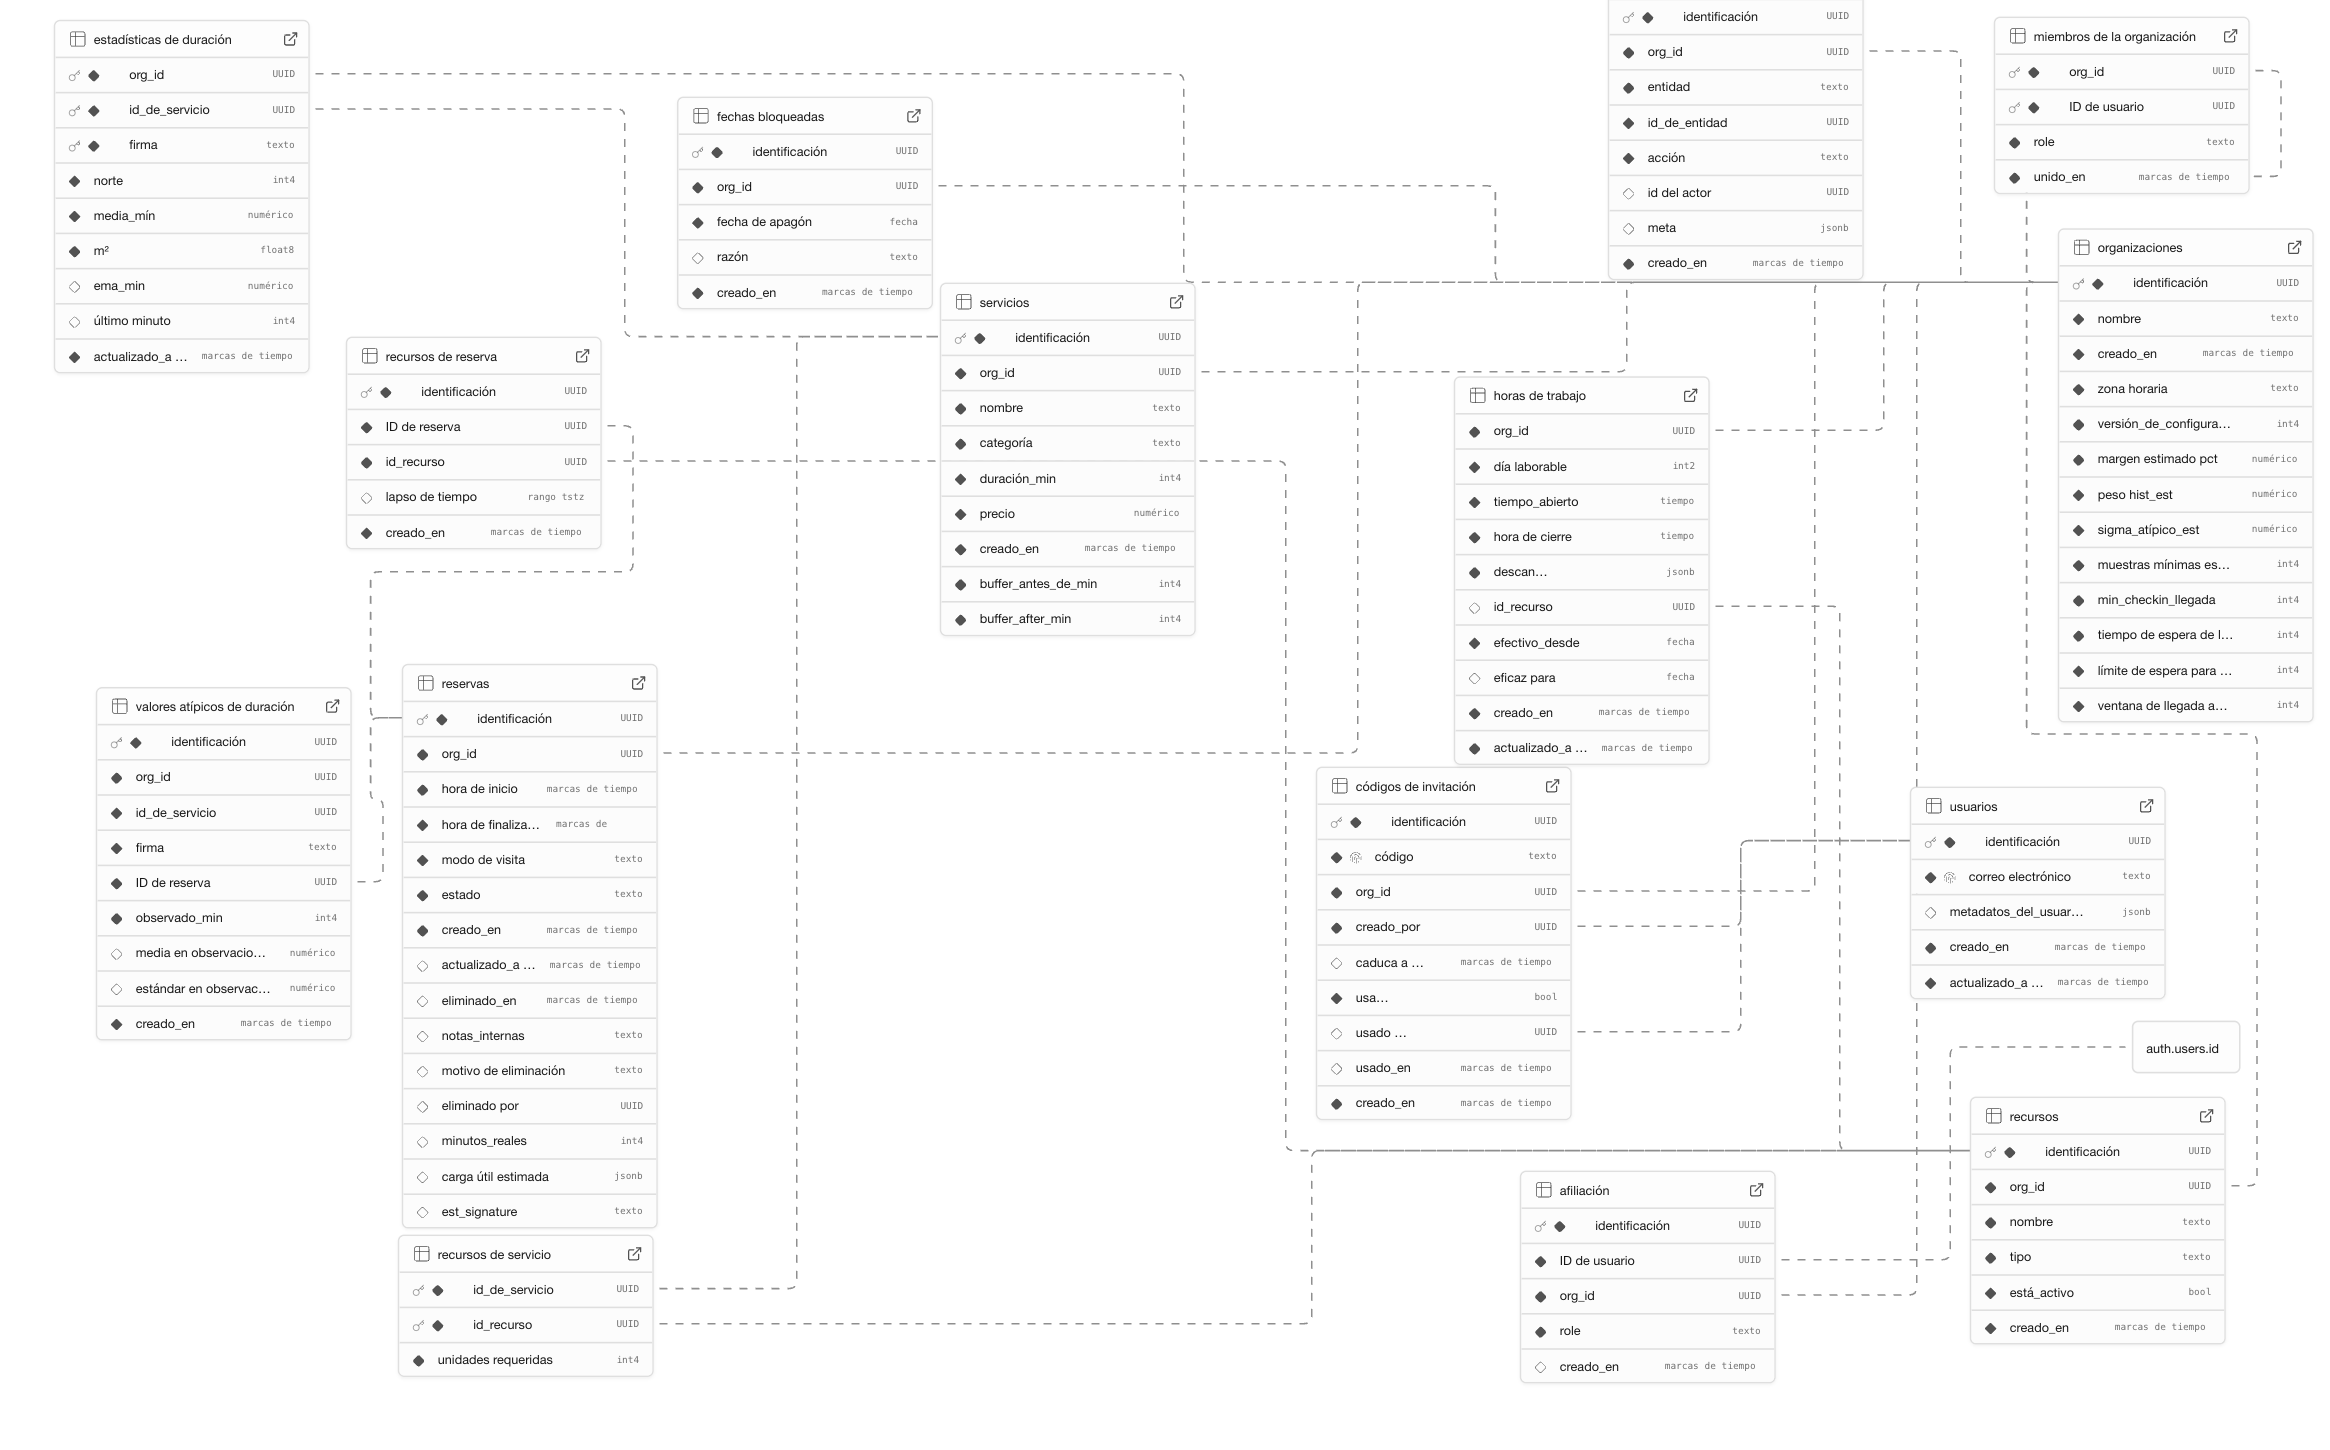 estadísticas de duración
org_id UUID
id_de_servicio UUID
firma texto
norte int4
media_mín numérico
m² float8
ema_min numérico
último minuto int4
actualizado_a ... marcas de tiempo
fechas bloqueadas
identificación UUID
org_id UUID
fecha de apagón fecha
razón texto
creado_en marcas de tiempo
identificación UUID
org_id UUID
entidad texto
id_de_entidad UUID
acción texto
id del actor UUID
meta jsonb
creado_en marcas de tiempo
miembros de la organización
org_id UUID
ID de usuario UUID
role texto
unido_en marcas de tiempo
organizaciones
identificación UUID
nombre texto
creado_en marcas de tiempo
zona horaria texto
versión_de_configura... int4
margen estimado pct numérico
peso hist_est numérico
sigma_atípico_est numérico
muestras mínimas es... int4
min_checkin_llegada int4
tiempo de espera de l... int4
límite de espera para ... int4
ventana de llegada a... int4
servicios
identificación UUID
org_id UUID
nombre texto
categoría texto
duración_min int4
precio numérico
creado_en marcas de tiempo
buffer_antes_de_min int4
buffer_after_min int4
recursos de reserva
identificación UUID
ID de reserva UUID
id_recurso UUID
lapso de tiempo rango tstz
creado_en marcas de tiempo
horas de trabajo
org_id UUID
día laborable int2
tiempo_abierto tiempo
hora de cierre tiempo
descan... jsonb
id_recurso UUID
efectivo_desde fecha
eficaz para fecha
creado_en marcas de tiempo
actualizado_a ... marcas de tiempo
valores atípicos de duración
identificación UUID
org_id UUID
id_de_servicio UUID
firma texto
ID de reserva UUID
observado_min int4
media en observacio... numérico
estándar en observac... numérico
creado_en marcas de tiempo
reservas
identificación UUID
org_id UUID
hora de inicio marcas de tiempo
hora de finaliza... marcas de
modo de visita texto
estado texto
creado_en marcas de tiempo
actualizado_a ... marcas de tiempo
eliminado_en marcas de tiempo
notas_internas texto
motivo de eliminación texto
eliminado por UUID
minutos_reales int4
carga útil estimada jsonb
est_signature texto
códigos de invitación
identificación UUID
código texto
org_id UUID
creado_por UUID
caduca a ... marcas de tiempo
usa... bool
usado ... UUID
usado_en marcas de tiempo
creado_en marcas de tiempo
usuarios
identificación UUID
correo electrónico texto
metadatos_del_usuar... jsonb
creado_en marcas de tiempo
actualizado_a ... marcas de tiempo
auth.users.id
recursos
identificación UUID
org_id UUID
nombre texto
tipo texto
está_activo bool
creado_en marcas de tiempo
afiliación
identificación UUID
ID de usuario UUID
org_id UUID
role texto
creado_en marcas de tiempo
recursos de servicio
id_de_servicio UUID
id_recurso UUID
unidades requeridas int4